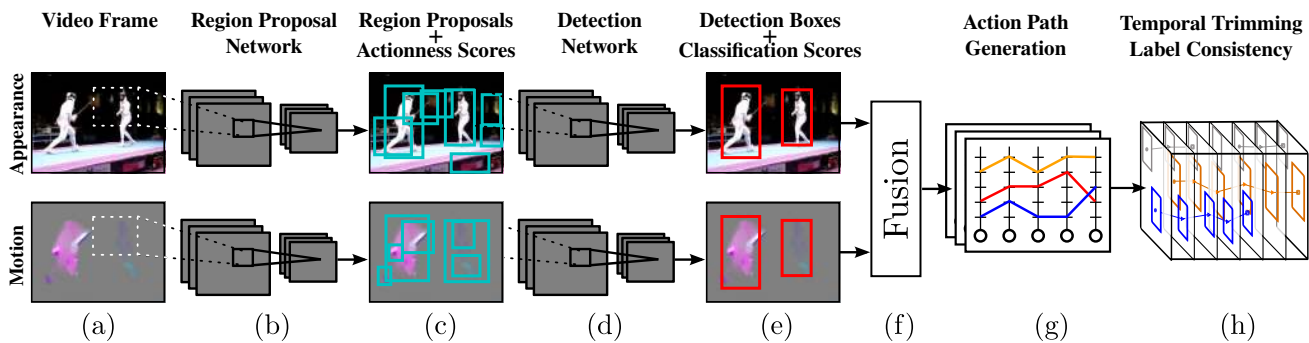 Video Frame
Region Proposal
Network
Region Proposals
+
Actionness Scores
Detection
Network
Detection Boxes
+
Classification Scores
Action Path
Generation
Temporal Trimming
Label Consistency
Appearance
Motion
Fusion
(a)
(b)
(c)
(d)
(e)
(f)
(g)
(h)